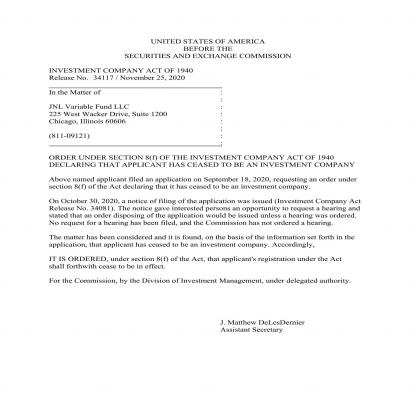 UNITED STATES OF AMERICA
BEFORE THE
SECURITIES AND EXCHANGE COMMISSION
INVESTMENT COMPANY ACT OF 1940
Release No. 34117 / November 25, 2020
In the Matter of :
:
JNL Variable Fund LLC :
225 West Wacker Drive, Suite 1200 :
Chicago, Illinois 60606 :
:
(811-09121) :
:
ORDER UNDER SECTION 8(f) OF THE INVESTMENT COMPANY ACT OF 1940
DECLARING THAT APPLICANT HAS CEASED TO BE AN INVESTMENT COMPANY
Above named applicant filed an application on September 18, 2020, requesting an order under
section 8(f) of the Act declaring that it has ceased to be an investment company.
On October 30, 2020, a notice of filing of the application was issued (Investment Company Act
Release No. 34081). The notice gave interested persons an opportunity to request a hearing and
stated that an order disposing of the application would be issued unless a hearing was ordered.
No request for a hearing has been filed, and the Commission has not ordered a hearing.
The matter has been considered and it is found, on the basis of the information set forth in the
application, that applicant has ceased to be an investment company. Accordingly,
IT IS ORDERED, under section 8(f) of the Act, that applicant's registration under the Act
shall forthwith cease to be in effect.
For the Commission, by the Division of Investment Management, under delegated authority.
J. Matthew DeLesDernier
Assistant Secretary